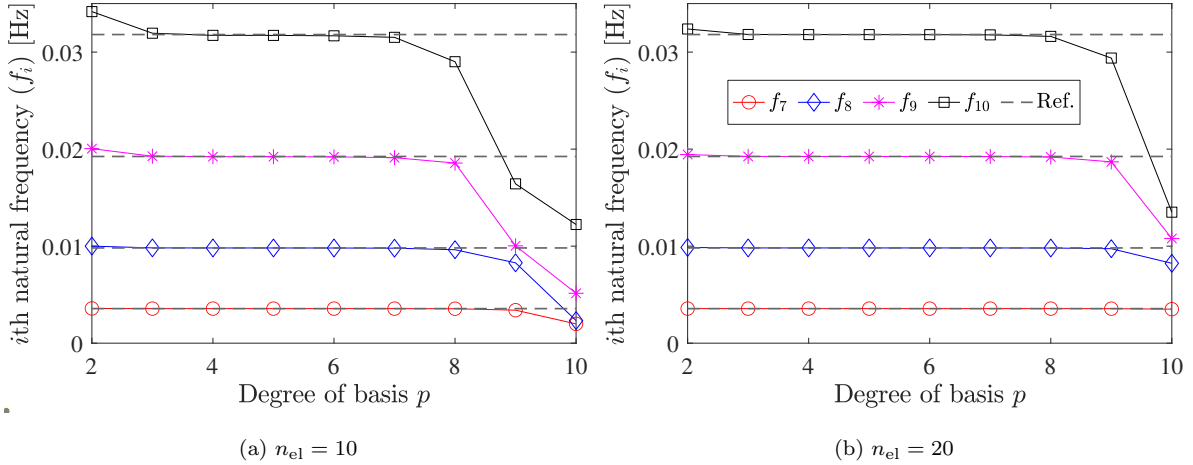 ith natural frequency (f_i) [Hz]
0.03
0.02
0.01
0
2 4 6 8 10
Degree of basis p
(a) n_el = 10
ith natural frequency (f_i) [Hz]
0.03
0.02
0.01
0
f_7 f_8 f_9 f_10 Ref.
2 4 6 8 10
Degree of basis p
(b) n_el = 20